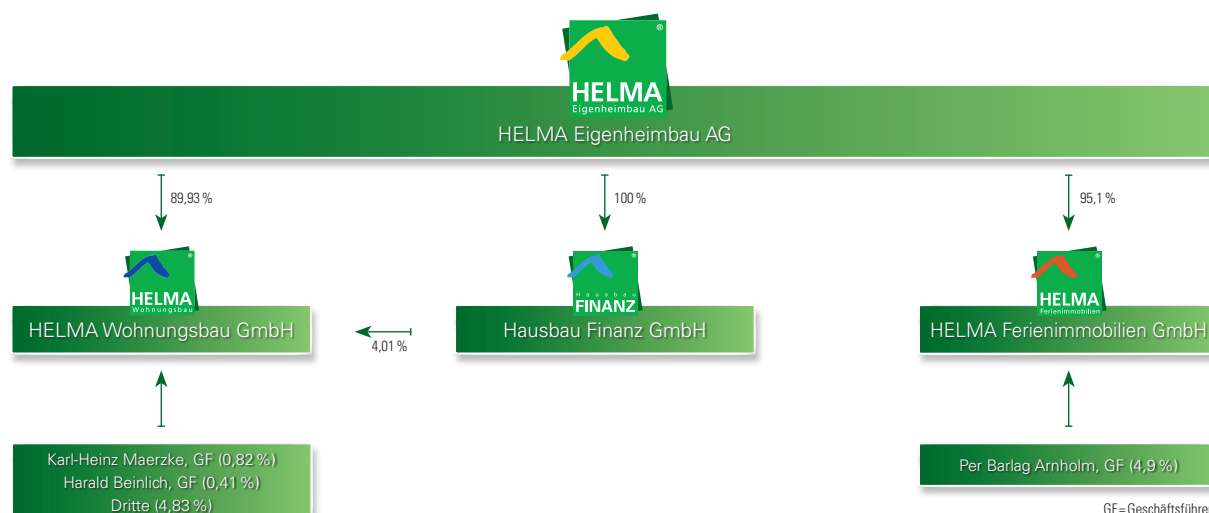 ®
HELMA
Eigenheimbau AG
HELMA Eigenheimbau AG
89,93 %
100 %
95,1 %
®
HELMA
Wohnungsbau
®
Hausbau
FINANZ
®
HELMA
Ferienimmobilien
HELMA Wohnungsbau GmbH
4,01 %
Hausbau Finanz GmbH
HELMA Ferienimmobilien GmbH
Karl-Heinz Maerzke, GF (0,82 %)
Harald Beinlich, GF (0,41 %)
Dritte (4,83 %)
Per Barlag Arnholm, GF (4,9 %)
GF = Geschäftsführer